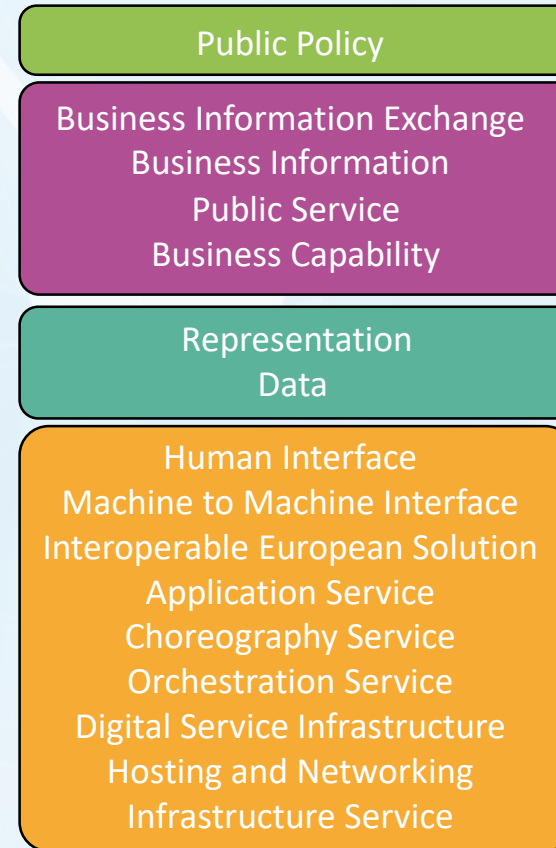 Public Policy
Business Information Exchange
Business Information
Public Service
Business Capability
Representation
Data
Human Interface
Machine to Machine Interface
Interoperable European Solution
Application Service
Choreography Service
Orchestration Service
Digital Service Infrastructure
Hosting and Networking
Infrastructure Service